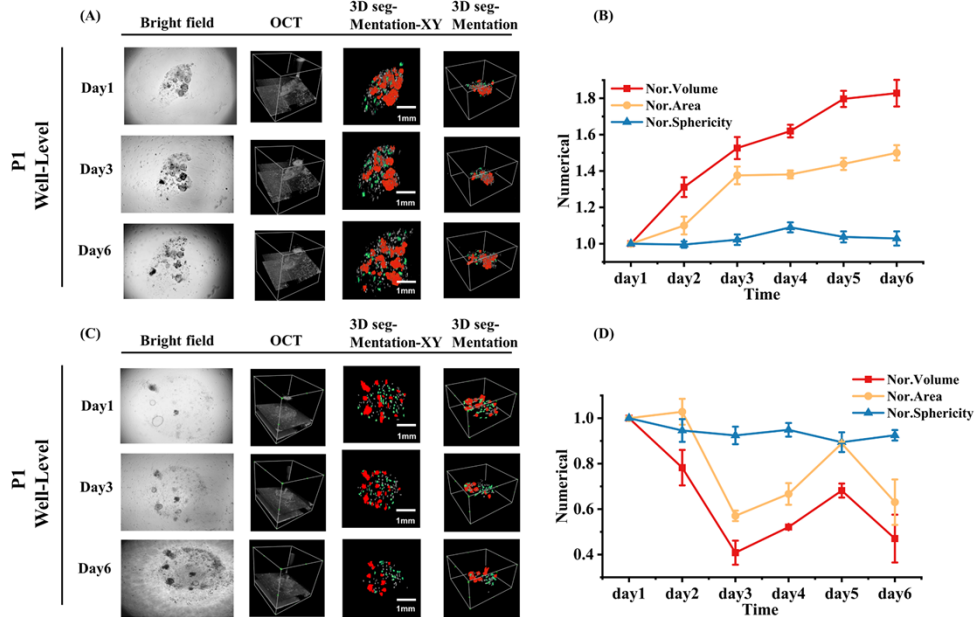 (A)
Bright field
OCT
3D seg-
Mentation-XY
3D seg-
Mentation
P1
Well-Level
Day1
1mm
Day3
1mm
Day6
1mm
(B)
Nor.Volume
Nor.Area
Nor.Sphericity
Numerical
1.8
1.6
1.4
1.2
1.0
day1 day2 day3 day4 day5 day6
Time
(C)
Bright field
OCT
3D seg-
Mentation-XY
3D seg-
Mentation
P1
Well-Level
Day1
1mm
Day3
1mm
Day6
1mm
(D)
Nor.Volume
Nor.Area
Nor.Sphericity
Numerical
1.0
0.8
0.6
0.4
day1 day2 day3 day4 day5 day6
Time